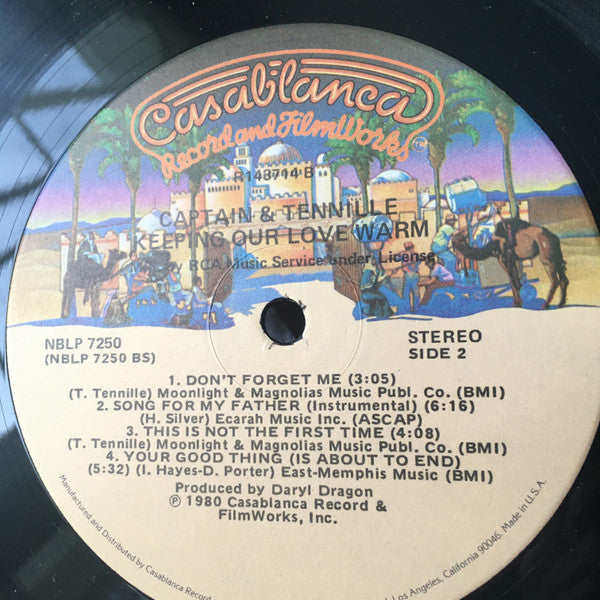 Casablanca
Record and FilmWorks™
R143714 B
CAPTAIN & TENNILLE
KEEPING OUR LOVE WARM
RCA Music Service under License
NBLP 7250
(NBLP 7250 BS)
STEREO
SIDE 2
1. DON'T FORGET ME (3:05)
(T. Tennille) Moonlight & Magnolias Music Publ. Co. (BMI)
2. SONG FOR MY FATHER (Instrumental) (6:16)
(H. Silver) Ecarah Music Inc. (ASCAP)
3. THIS IS NOT THE FIRST TIME (4:08)
(T. Tennille) Moonlight & Magnolias Music Publ. Co. (BMI)
4. YOUR GOOD THING (IS ABOUT TO END)
(5:32) (I. Hayes-D. Porter) East-Memphis Music (BMI)
Produced by Daryl Dragon
℗ 1980 Casablanca Record &
FilmWorks, Inc.
Manufactured and Distributed by Casablanca Record
Los Angeles, California 90046. Made in U.S.A.